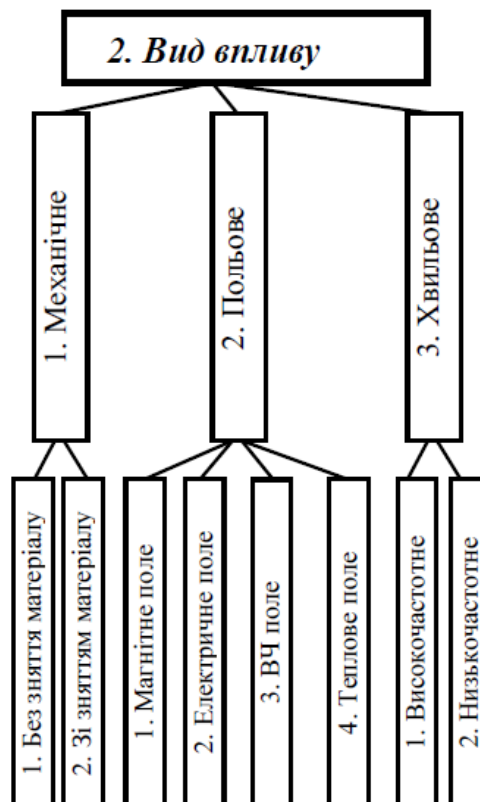 2. Вид впливу
1. Механічне
2. Польове
3. Хвильове
1. Без зняття матеріалу
2. Зі зняттям матеріалу
1. Магнітне поле
2. Електричне поле
3. ВЧ поле
4. Теплове поле
1. Високочастотне
2. Низькочастотне